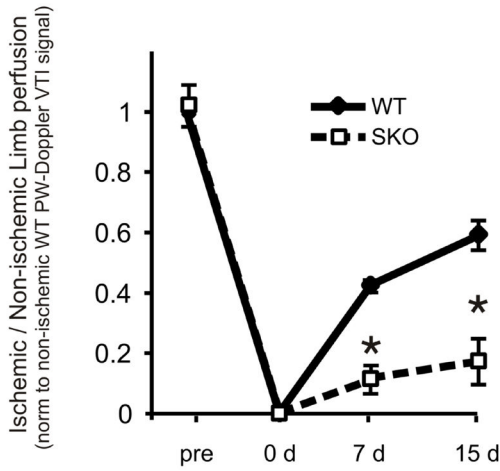 Ischemic / Non-ischemic Limb perfusion
(norm to non-ischemic WT PW-Doppler VTI signal)
WT
SKO
1
0.8
0.6
0.4
0.2
0
*
*
pre 0 d 7 d 15 d